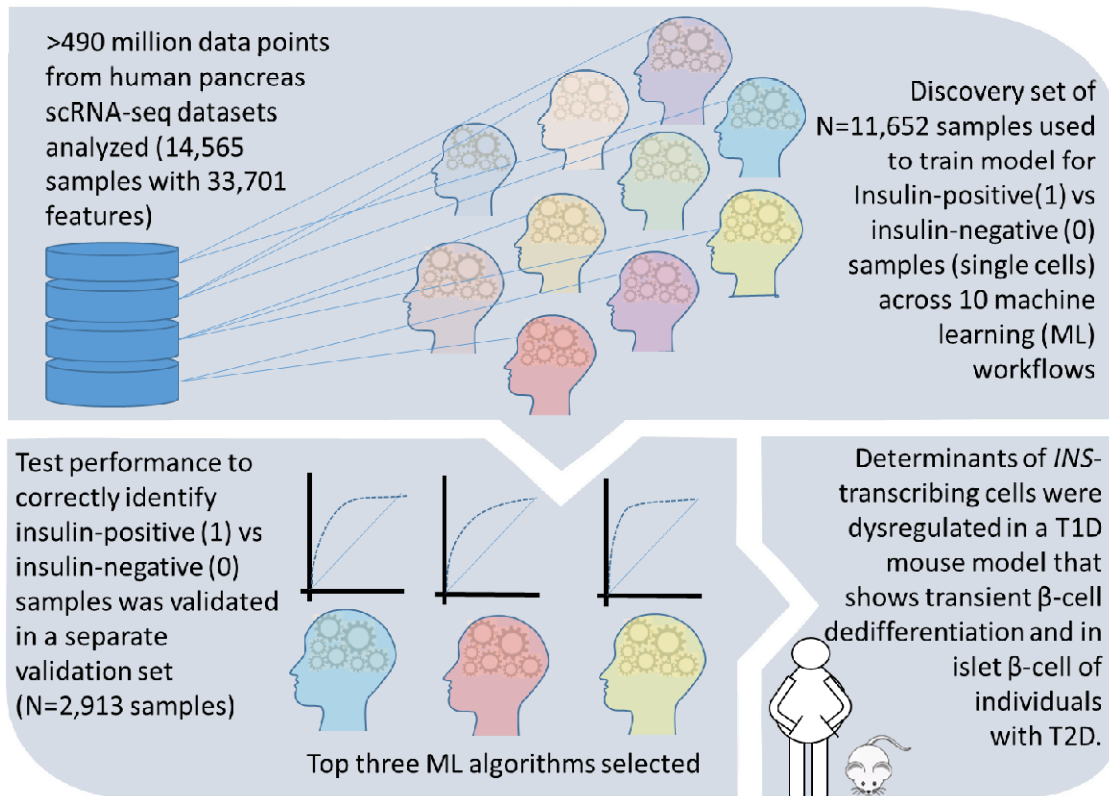 >490 million data points
from human pancreas
scRNA-seq datasets
analyzed (14,565
samples with 33,701
features)
Discovery set of
N=11,652 samples used
to train model for
Insulin-positive(1) vs
insulin-negative (0)
samples (single cells)
across 10 machine
learning (ML)
workflows
Test performance to
correctly identify
insulin-positive (1) vs
insulin-negative (0)
samples was validated
in a separate
validation set
(N=2,913 samples)
Top three ML algorithms selected
Determinants of INS-
transcribing cells were
dysregulated in a T1D
mouse model that
shows transient β-cell
dedifferentiation and in
islet β-cell of
individuals
with T2D.